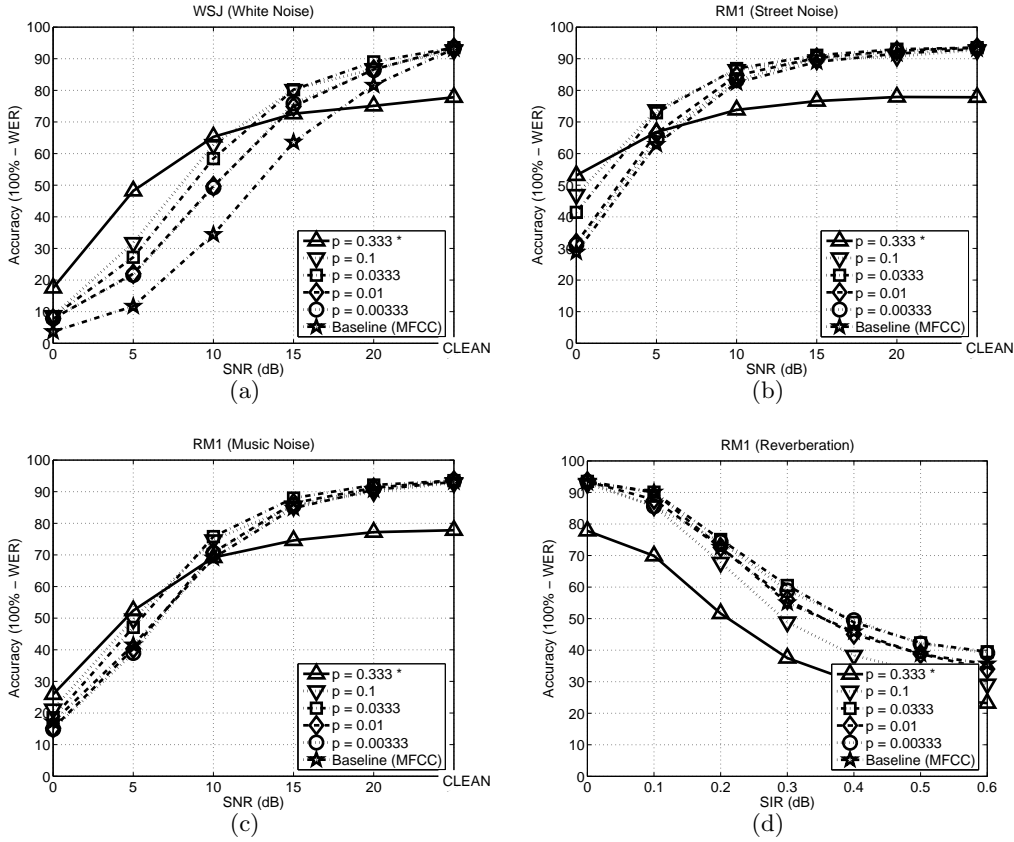 WSJ (White Noise)
Accuracy (100% – WER)
100
90
80
70
60
50
40
30
20
10
0
p = 0.333 *
p = 0.1
p = 0.0333
p = 0.01
p = 0.00333
Baseline (MFCC)
0 5 10 15 20 CLEAN
SNR (dB)
(a)
RM1 (Street Noise)
Accuracy (100% – WER)
100
90
80
70
60
50
40
30
20
10
0
p = 0.333 *
p = 0.1
p = 0.0333
p = 0.01
p = 0.00333
Baseline (MFCC)
0 5 10 15 20 CLEAN
SNR (dB)
(b)
RM1 (Music Noise)
Accuracy (100% – WER)
100
90
80
70
60
50
40
30
20
10
0
p = 0.333 *
p = 0.1
p = 0.0333
p = 0.01
p = 0.00333
Baseline (MFCC)
0 5 10 15 20 CLEAN
SNR (dB)
(c)
RM1 (Reverberation)
Accuracy (100% – WER)
100
90
80
70
60
50
40
30
20
10
0
p = 0.333 *
p = 0.1
p = 0.0333
p = 0.01
p = 0.00333
Baseline (MFCC)
0 0.1 0.2 0.3 0.4 0.5 0.6
SIR (dB)
(d)